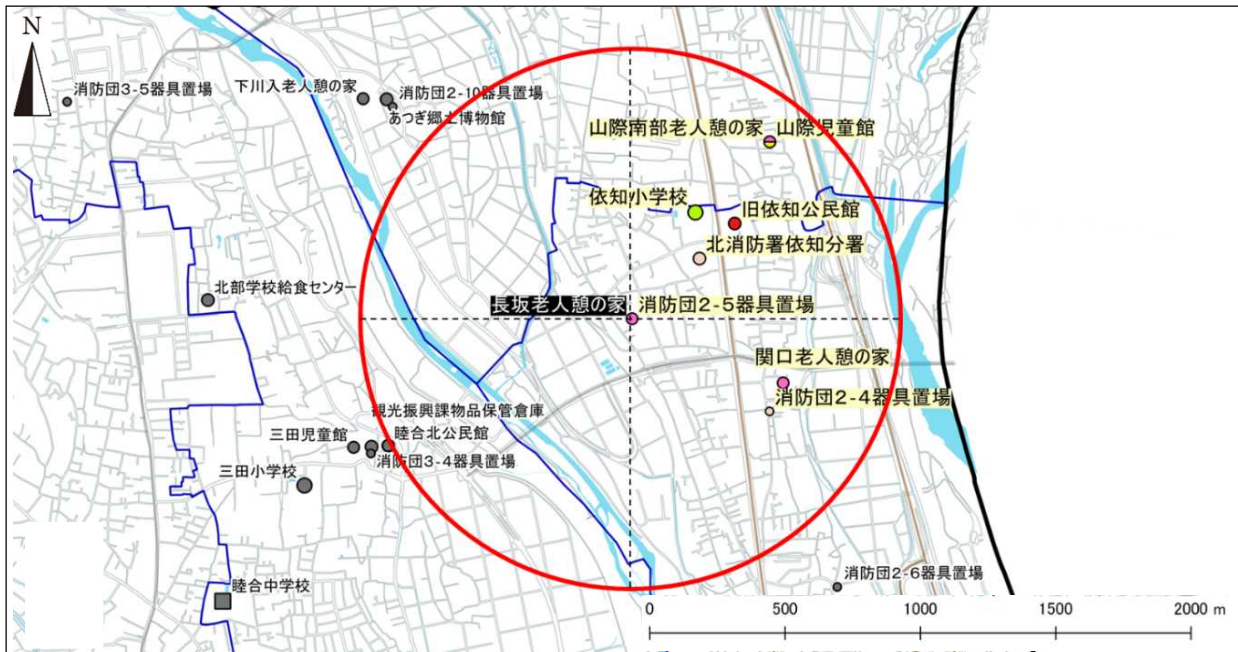 N
消防団3-5器具置場
下川入老人憩の家
消防団2-10器具置場
あつぎ郷土博物館
山際南部老人憩の家
山際児童館
依知小学校
旧依知公民館
北消防署依知分署
北部学校給食センター
長坂老人憩の家
消防団2-5器具置場
関口老人憩の家
消防団2-4器具置場
観光振興課物品保管倉庫
三田児童館
睦合北公民館
消防団3-4器具置場
三田小学校
消防団2-6器具置場
睦合中学校
0 500 1000 1500 2000 m